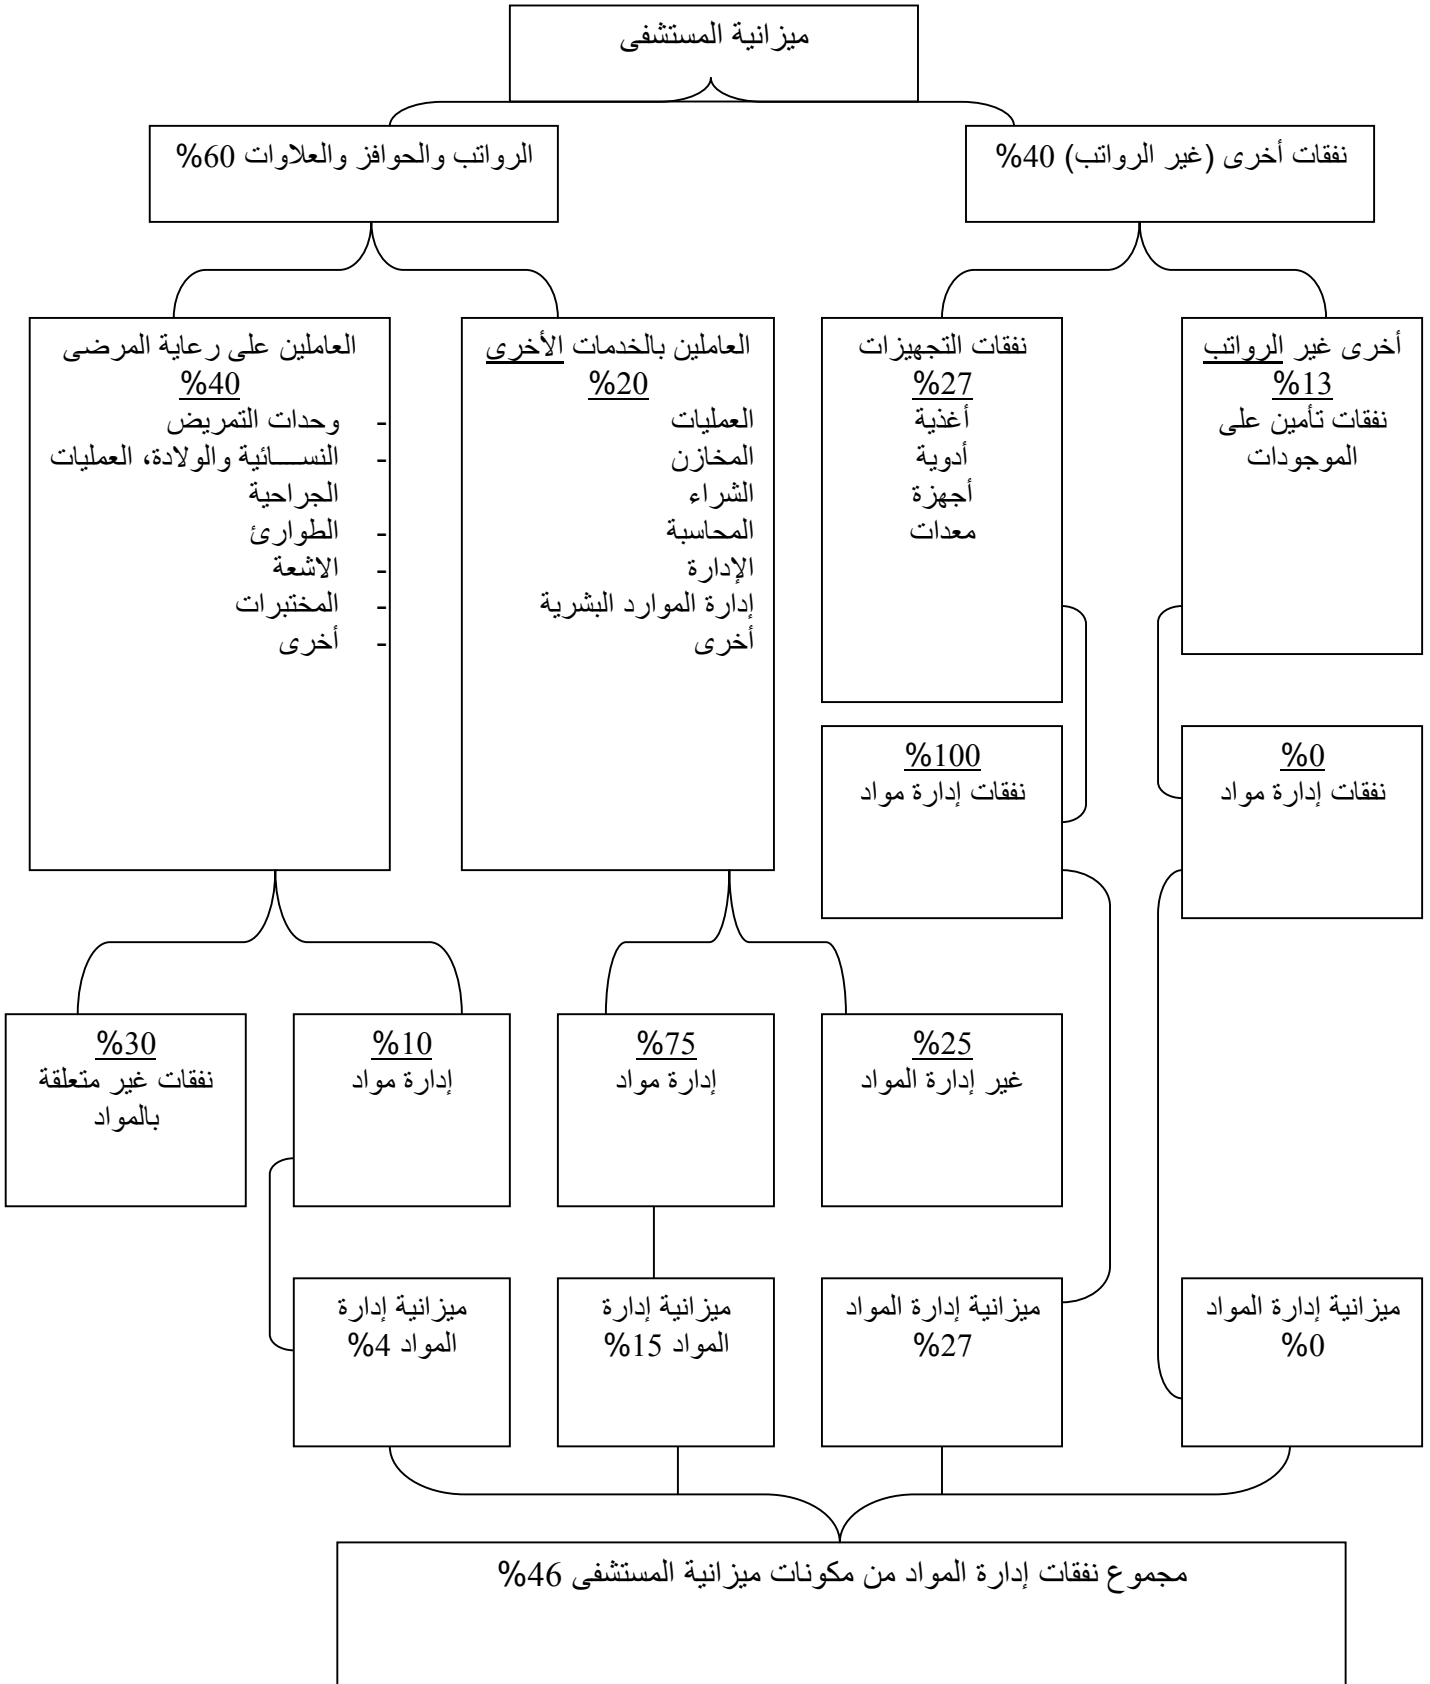 ميزانية المستشفى
نفقات أخرى (غير الرواتب) 40%
الرواتب والحوافز والعلاوات 60%
أخرى غير الرواتب
%13
نفقات تأمين على
الموجودات
نفقات التجهيزات
%27
أغذية
أدوية
أجهزة
معدات
العاملين بالخدمات الأخرى
%20
العمليات
المخازن
الشراء
المحاسبة
الإدارة
إدارة الموارد البشرية
أخرى
العاملين على رعاية المرضى
%40
- وحدات التمريض
- النســـائية والولادة، العمليات
الجراحية
- الطوارئ
- الاشعة
- المختبرات
- أخرى
%0
نفقات إدارة مواد
%100
نفقات إدارة مواد
%25
غير إدارة المواد
%75
إدارة مواد
%10
إدارة مواد
%30
نفقات غير متعلقة
بالمواد
ميزانية إدارة المواد
%0
ميزانية إدارة المواد
%27
ميزانية إدارة
المواد 15%
ميزانية إدارة
المواد 4%
مجموع نفقات إدارة المواد من مكونات ميزانية المستشفى 46%